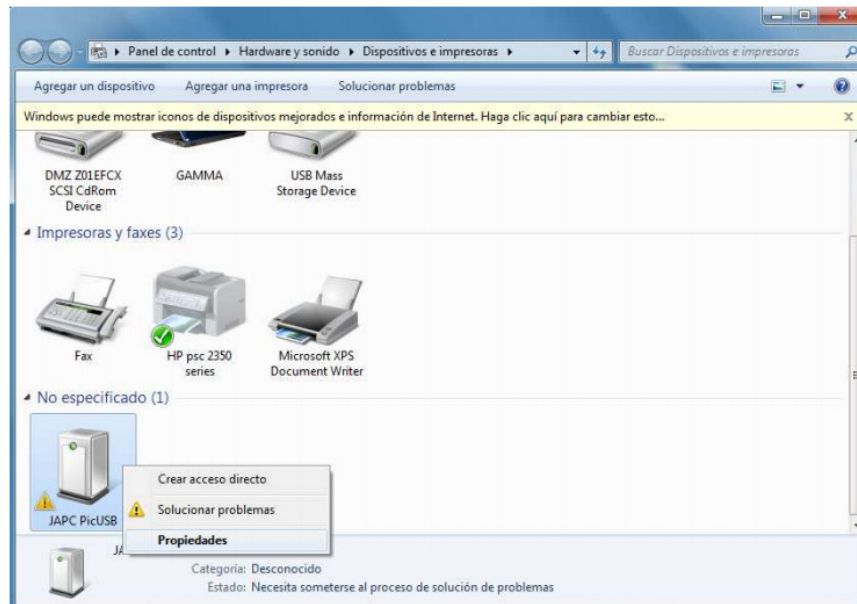 Panel de control Hardware y sonido Dispositivos e impresoras Buscar Dispositivos e impresoras
Agregar un dispositivo Agregar una impresora Solucionar problemas
Windows puede mostrar iconos de dispositivos mejorados e información de Internet. Haga clic aquí para cambiar esto...
DMZ Z01EFCX
SCSI CdRom
Device
GAMMA
USB Mass
Storage Device
Impresoras y faxes (3)
Fax
HP psc 2350
series
Microsoft XPS
Document Writer
No especificado (1)
JAPC PicUSB
Crear acceso directo
Solucionar problemas
Propiedades
JA
Categoría: Desconocido
Estado: Necesita someterse al proceso de solución de problemas